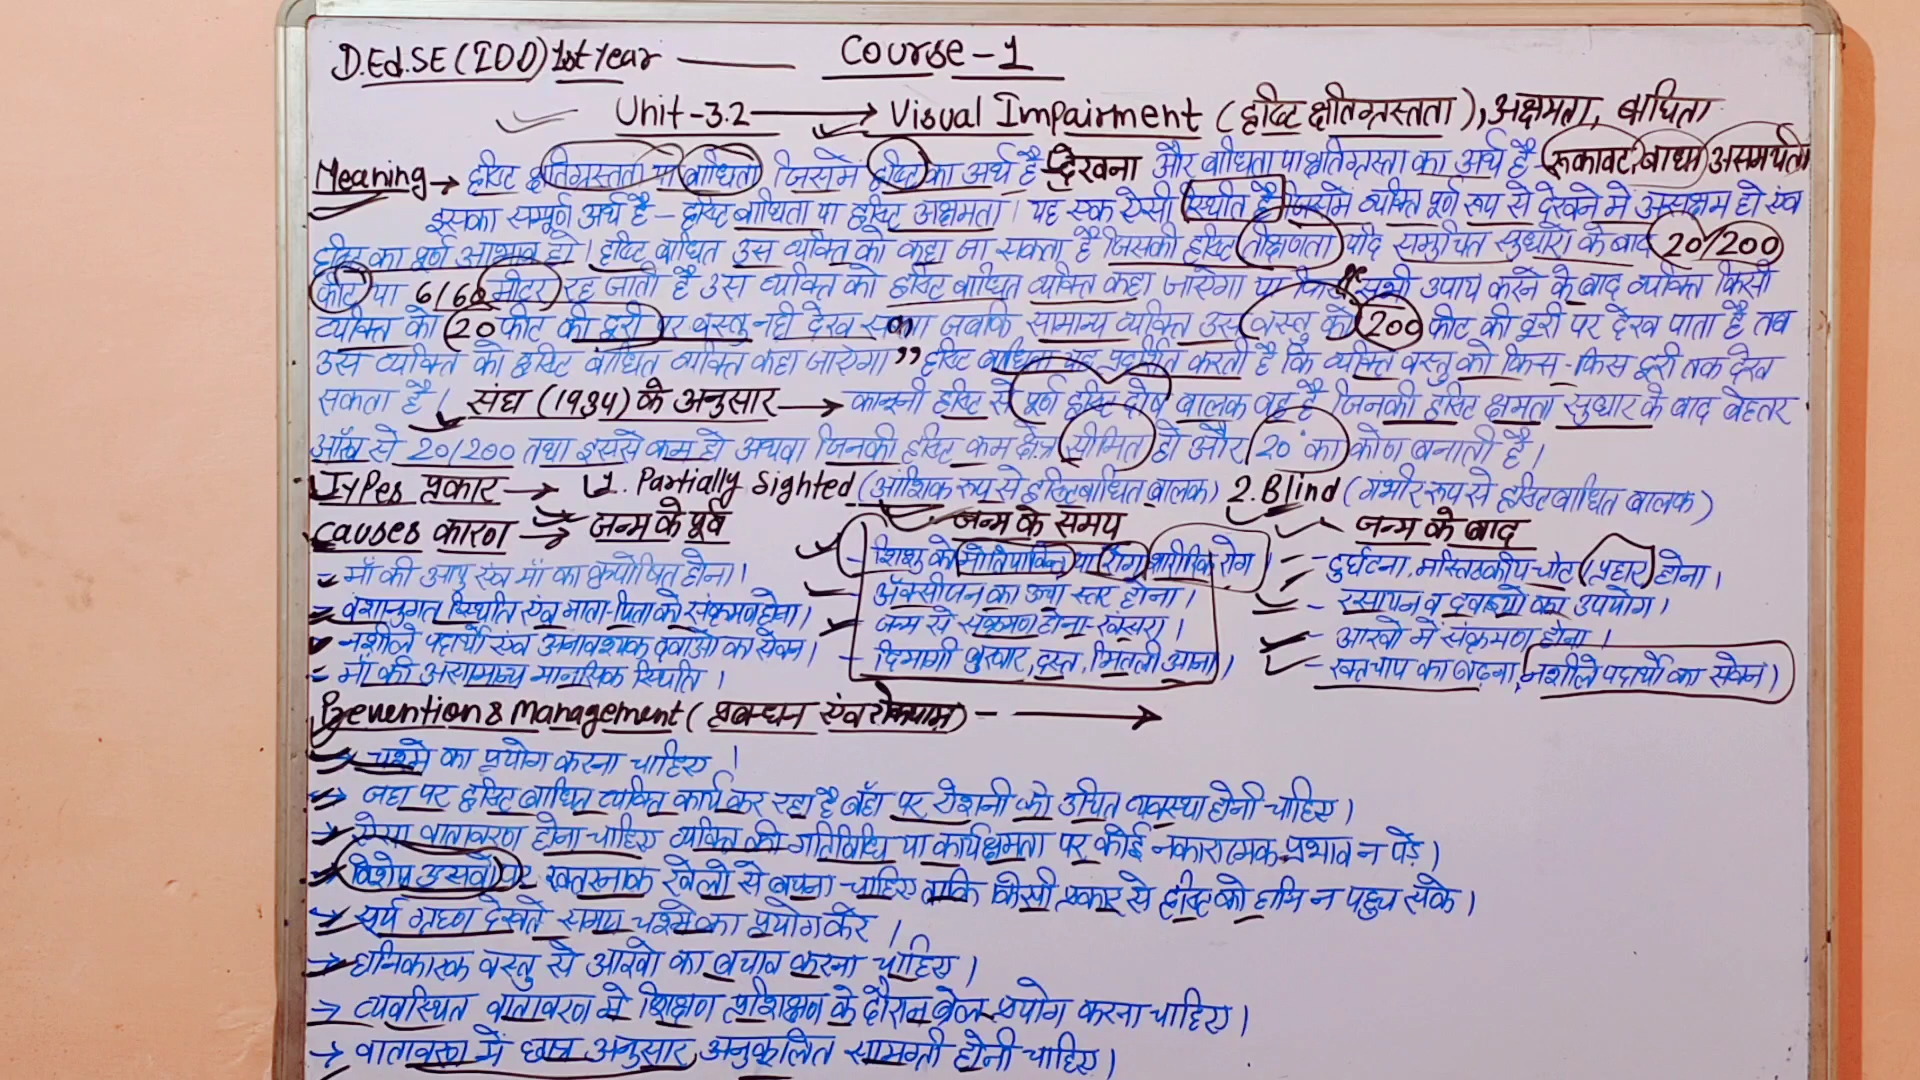 D.Ed.SE(IDD) 1st Year — Course-1
Unit-3.2 → Visual Impairment (दृष्टि क्षतिग्रस्तता), अक्षमता, बाधिता
Meaning → दृष्टि क्षतिग्रस्तता या बाधिता जिसमें दृष्टि का अर्थ है - देखना और बाधिता या क्षतिग्रस्ता का अर्थ है - रूकावट, बाधा, असमर्थता
इसका सम्पूर्ण अर्थ है - दृष्टि बाधिता या दृष्टि अक्षमता। यह एक ऐसी स्थिति है जिसमें व्यक्ति पूर्ण रूप से देखने में असक्षम हो एंव
दृष्टि का पूर्ण आभाव हो। दृष्टि बाधित उस व्यक्ति को कहा जा सकता है जिसकी दृष्टि तीक्षणता यदि समुचित सुधारो के बाद 20/200
फीट या 6/60 मीटर रह जाती है उस व्यक्ति को दृष्टि बाधित व्यक्ति कहा जायेगा या फिर सभी उपाय करने के बाद व्यक्ति किसी
व्यक्ति को 20 फीट की दूरी पर वस्तु नही देख सका जबकि सामान्य व्यक्ति उस वस्तु को 200 फीट की दूरी पर देख पाता है तब
उस व्यक्ति को दृष्टि बाधित व्यक्ति कहा जाएगा" दृष्टि बाधिता यह प्रदर्शित करती है कि व्यक्ति वस्तु को किस-किस दूरी तक देख
सकता है। संघ (1934) के अनुसार → कानूनी दृष्टि से पूर्ण दृष्टि दोष बालक वह है जिनकी दृष्टि क्षमता सुधार के बाद बेहतर
आँख से 20/200 तथा इससे कम हो अथवा जिनकी दृष्टि कम क्षेत्र सीमित हो और 20° का कोण बनाती है।
Types प्रकार → 1. Partially Sighted (आंशिक रूप से दृष्टिबाधित बालक) 2. Blind (गंभीर रूप से दृष्टिबाधित बालक)
Causes कारण → जन्म के पूर्व जन्म के समय जन्म के बाद
- माँ की आयु एंव माँ का कुपोषित होना। - शिशु को मोतियाबिन्द या रोग शारीरिक रोग। - दुर्घटना, मस्तिष्कीय चोट (प्रहार) होना।
- वंशानुगत स्थिति एंव माता-पिता को संक्रमण होना। - ऑक्सीजन का ऊचा स्तर होना। - रसायन व दवाइयो का उपयोग।
- नशीले पदार्थो एंव अनावश्यक दवाओ का सेवन। - जन्म से संक्रमण होना - खसरा। - आखो में संक्रमण होना।
- माँ की असामान्य मानसिक स्थिति। - दिमागी बुखार, दस्त, मितली आना। - रक्तचाप का बढ़ना, नशीले पदार्थो का सेवन।
Prevention & Management (प्रबन्धन एंव रोकथाम) - →
→ चश्मे का प्रयोग करना चाहिए।
→ जहा पर दृष्टि बाधित व्यक्ति कार्य कर रहा है वहाँ पर रोशनी की उचित व्यवस्था होनी चाहिए।
→ ऐसा वातावरण होना चाहिए व्यक्ति की गतिविधि या कार्यक्षमता पर कोई नकारात्मक प्रभाव न पड़े।
→ विशेष उत्सवो पर खतरनाक खेलो से बचना चाहिए ताकि किसी प्रकार से दृष्टि को हानि न पहुच सके।
→ सूर्य ग्रहण देखते समय चश्मे का प्रयोग करे।
→ हानिकारक वस्तु से आखो का बचाव करना चाहिए।
→ व्यवस्थित वातावरण मे शिक्षण प्रशिक्षण के दौरान ब्रेल प्रयोग करना चाहिए।
→ वातावरण में छात्र अनुसार अनुकूलित सामग्री होनी चाहिए।